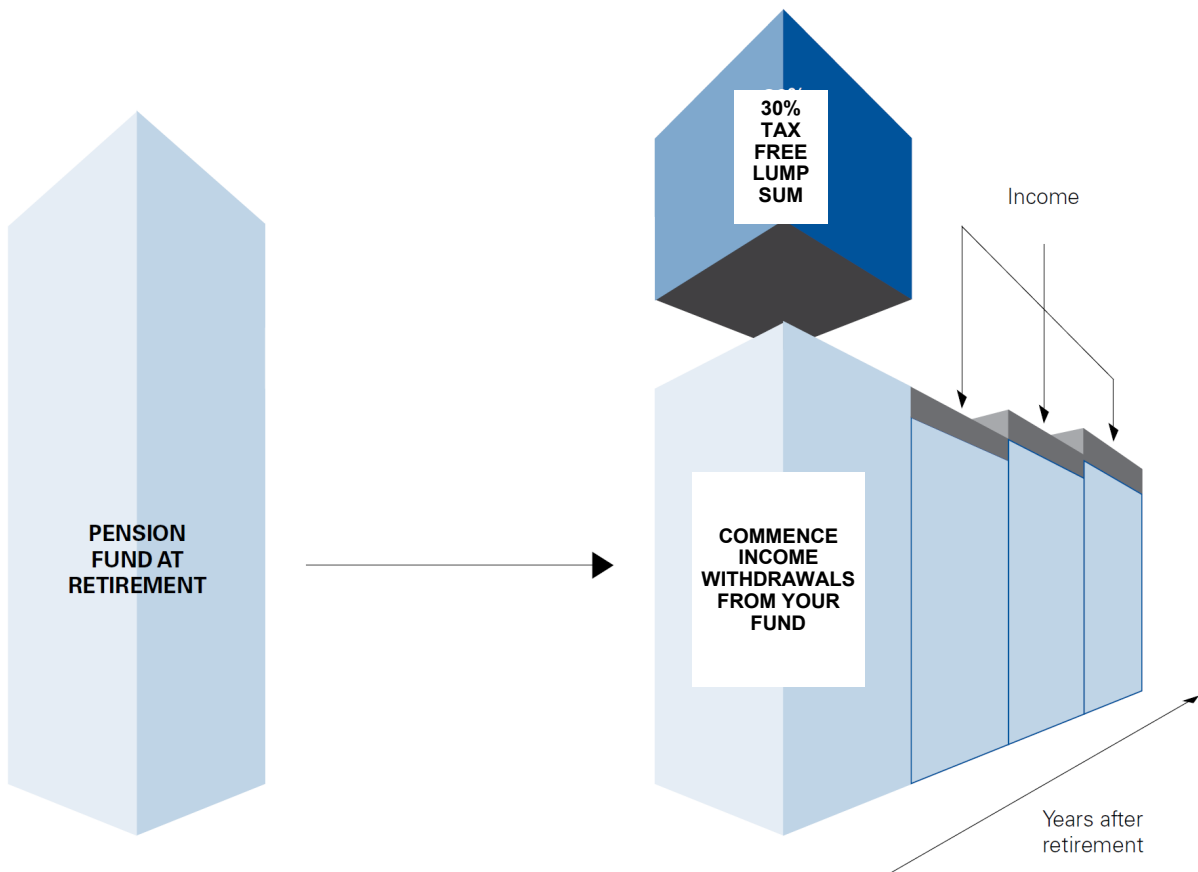 PENSION
FUND AT
RETIREMENT
30%
TAX
FREE
LUMP
SUM
COMMENCE
INCOME
WITHDRAWALS
FROM YOUR
FUND
Income
Years after
retirement